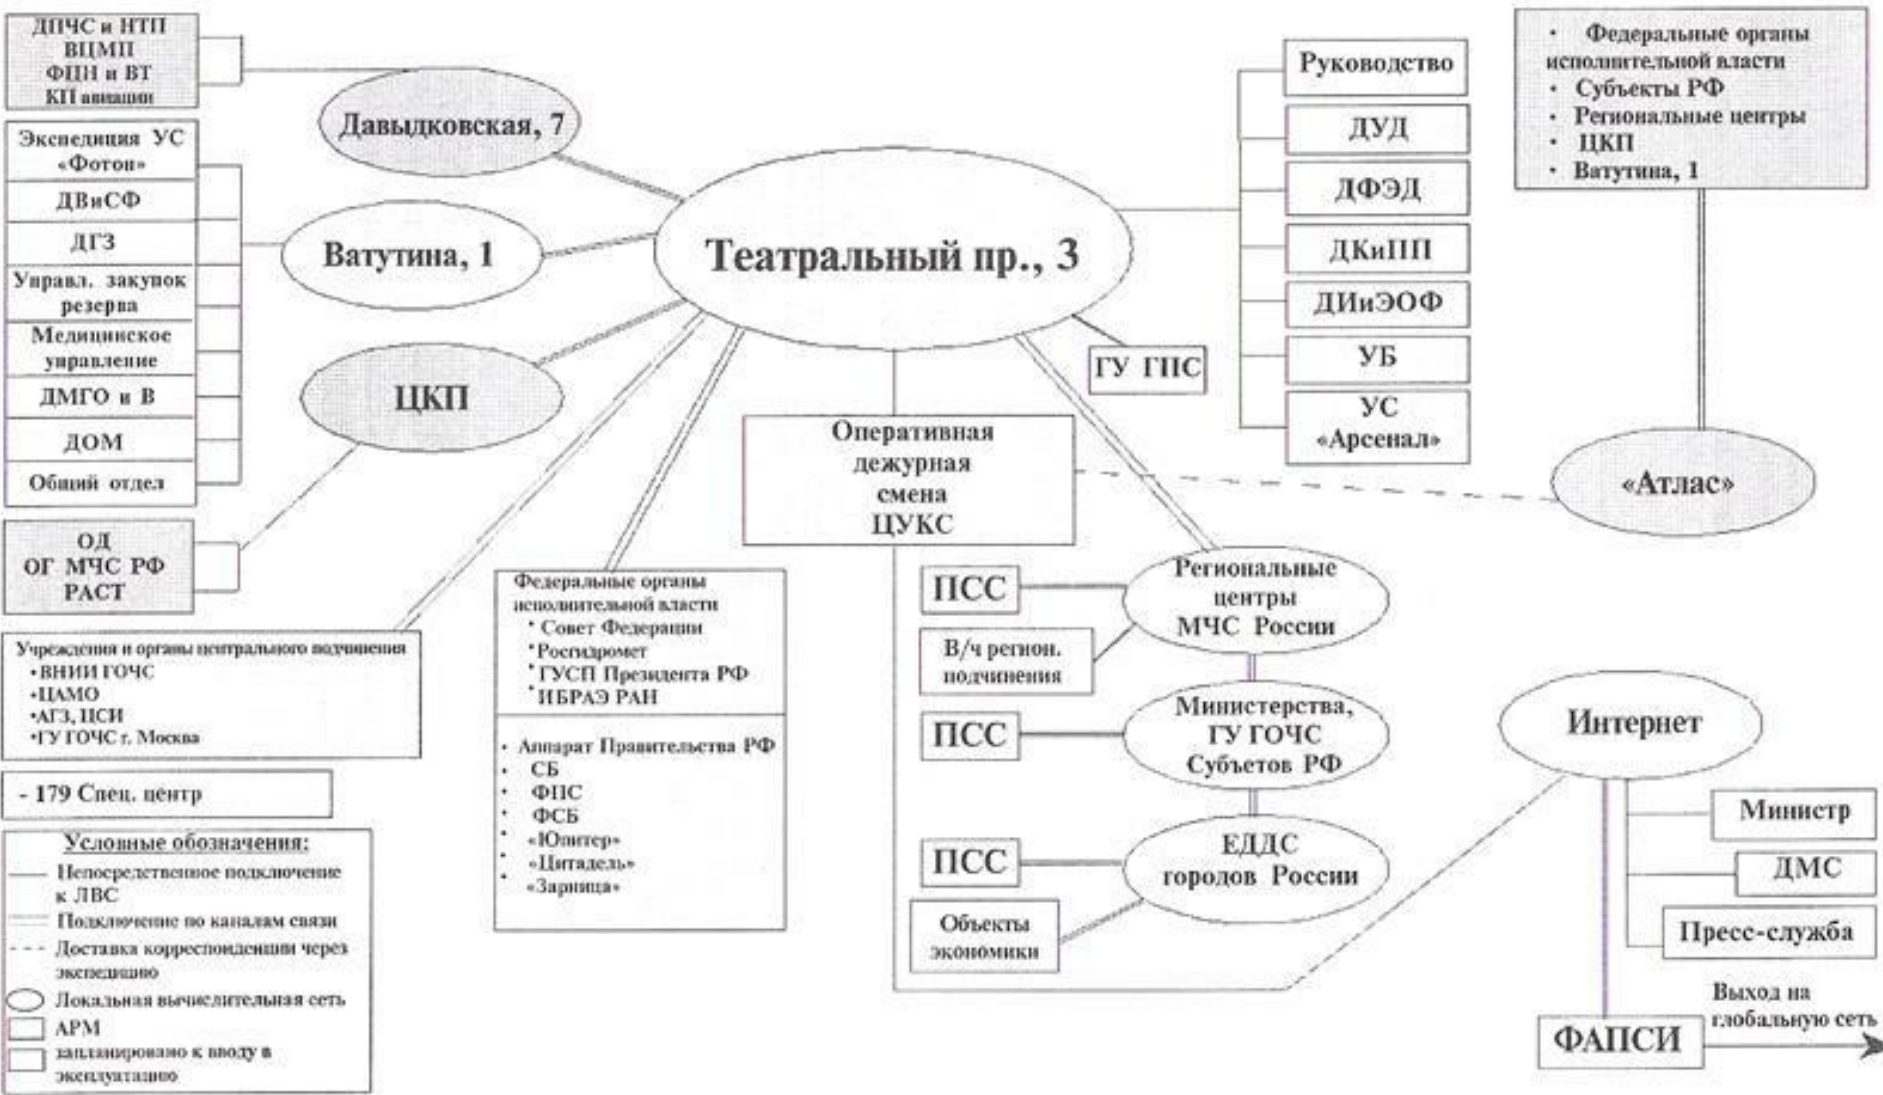 ДПЧС и НТП
ВЦМП
ФПН и ВТ
КП авиации
Экспедиция УС
«Фотон»
ДВиСФ
ДГЗ
Управл. закупок
резерва
Медицинское
управление
ДМГО и В
ДОМ
Общий отдел
ОД
ОГ МЧС РФ
РАСТ
Давыдковская, 7
Ватутина, 1
ЦКП
Театральный пр., 3
ГУ ГПС
Руководство
ДУД
ДФЭД
ДКиПП
ДИиЭОФ
УБ
УС
«Арсенал»
• Федеральные органы
исполнительной власти
• Субъекты РФ
• Региональные центры
• ЦКП
• Ватутина, 1
«Атлас»
Оперативная
дежурная
смена
ЦУКС
Учреждения и органы центрального подчинения
•ВНИИ ГОЧС
•ЦАМО
•АГЗ, ЦСИ
•ГУ ГОЧС г. Москва
- 179 Спец. центр
Федеральные органы
исполнительной власти
• Совет Федерации
•Росгидромет
• ГУСП Президента РФ
•ИБРАЭ РАН
• Аппарат Правительства РФ
• СБ
• ФПС
• ФСБ
• «Юпитер»
• «Цитадель»
• «Зарница»
ПСС
Региональные
центры
МЧС России
В/ч регион.
подчинения
ПСС
Министерства,
ГУ ГОЧС
Субъетов РФ
ПСС
ЕДДС
городов России
Объекты
экономики
Интернет
Министр
ДМС
Пресс-служба
ФАПСИ
Выход на
глобальную сеть
Условные обозначения:
Непосредственное подключение
к ЛВС
Подключение по каналам связи
Доставка корреспонденции через
экспедицию
Локальная вычислительная сеть
АРМ
запланировано к вводу в
эксплуатацию